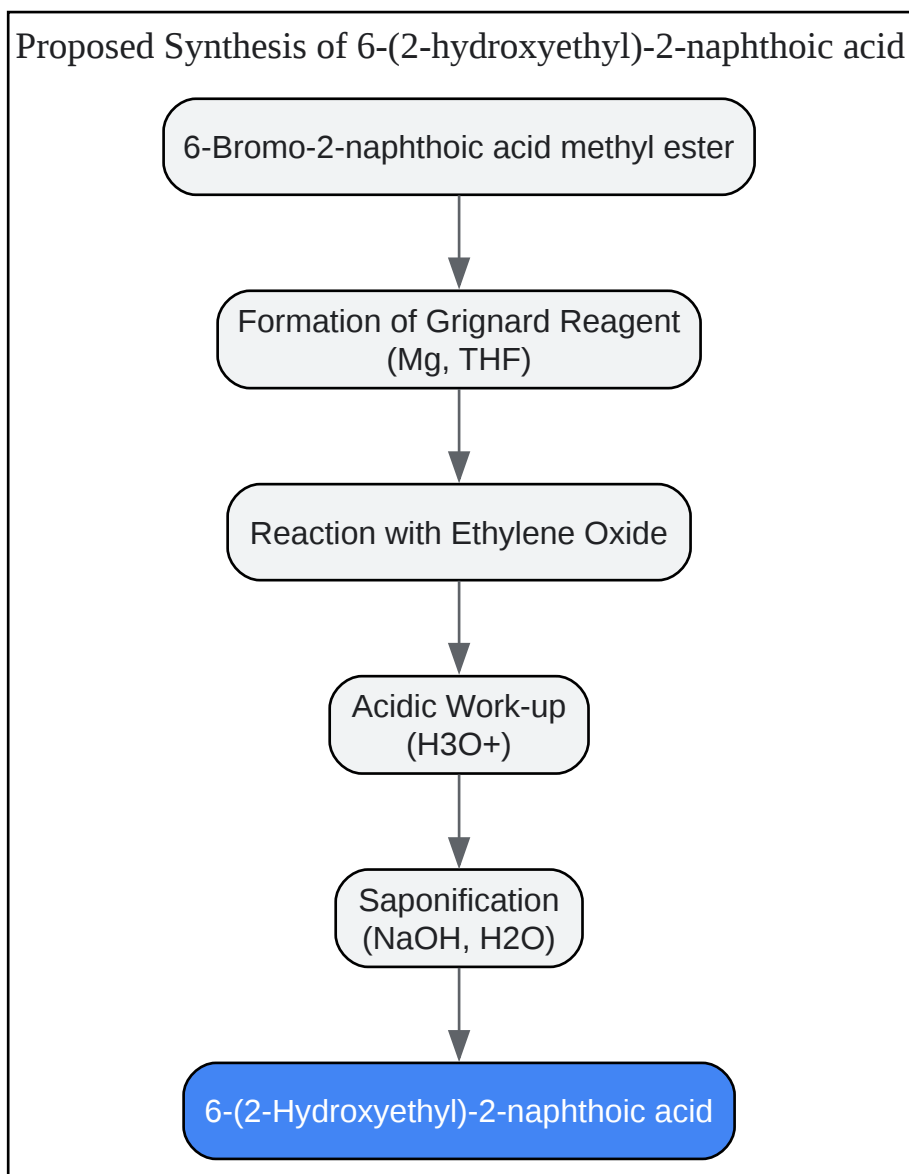 Proposed Synthesis of 6-(2-hydroxyethyl)-2-naphthoic acid
6-Bromo-2-naphthoic acid methyl ester
Formation of Grignard Reagent
(Mg, THF)
Reaction with Ethylene Oxide
Acidic Work-up
(H3O+)
Saponification
(NaOH, H2O)
6-(2-Hydroxyethyl)-2-naphthoic acid